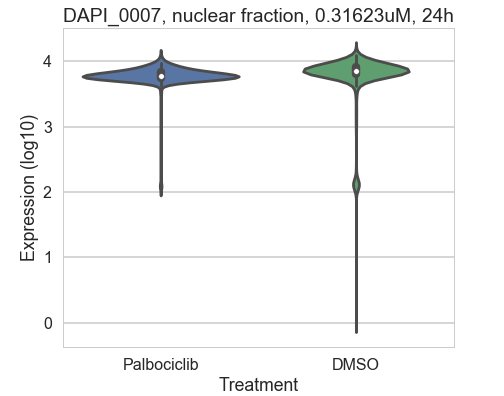 DAPI_0007, nuclear fraction, 0.31623uM, 24h
4
3
2
1
0
Expression (log10)
Palbociclib
DMSO
Treatment